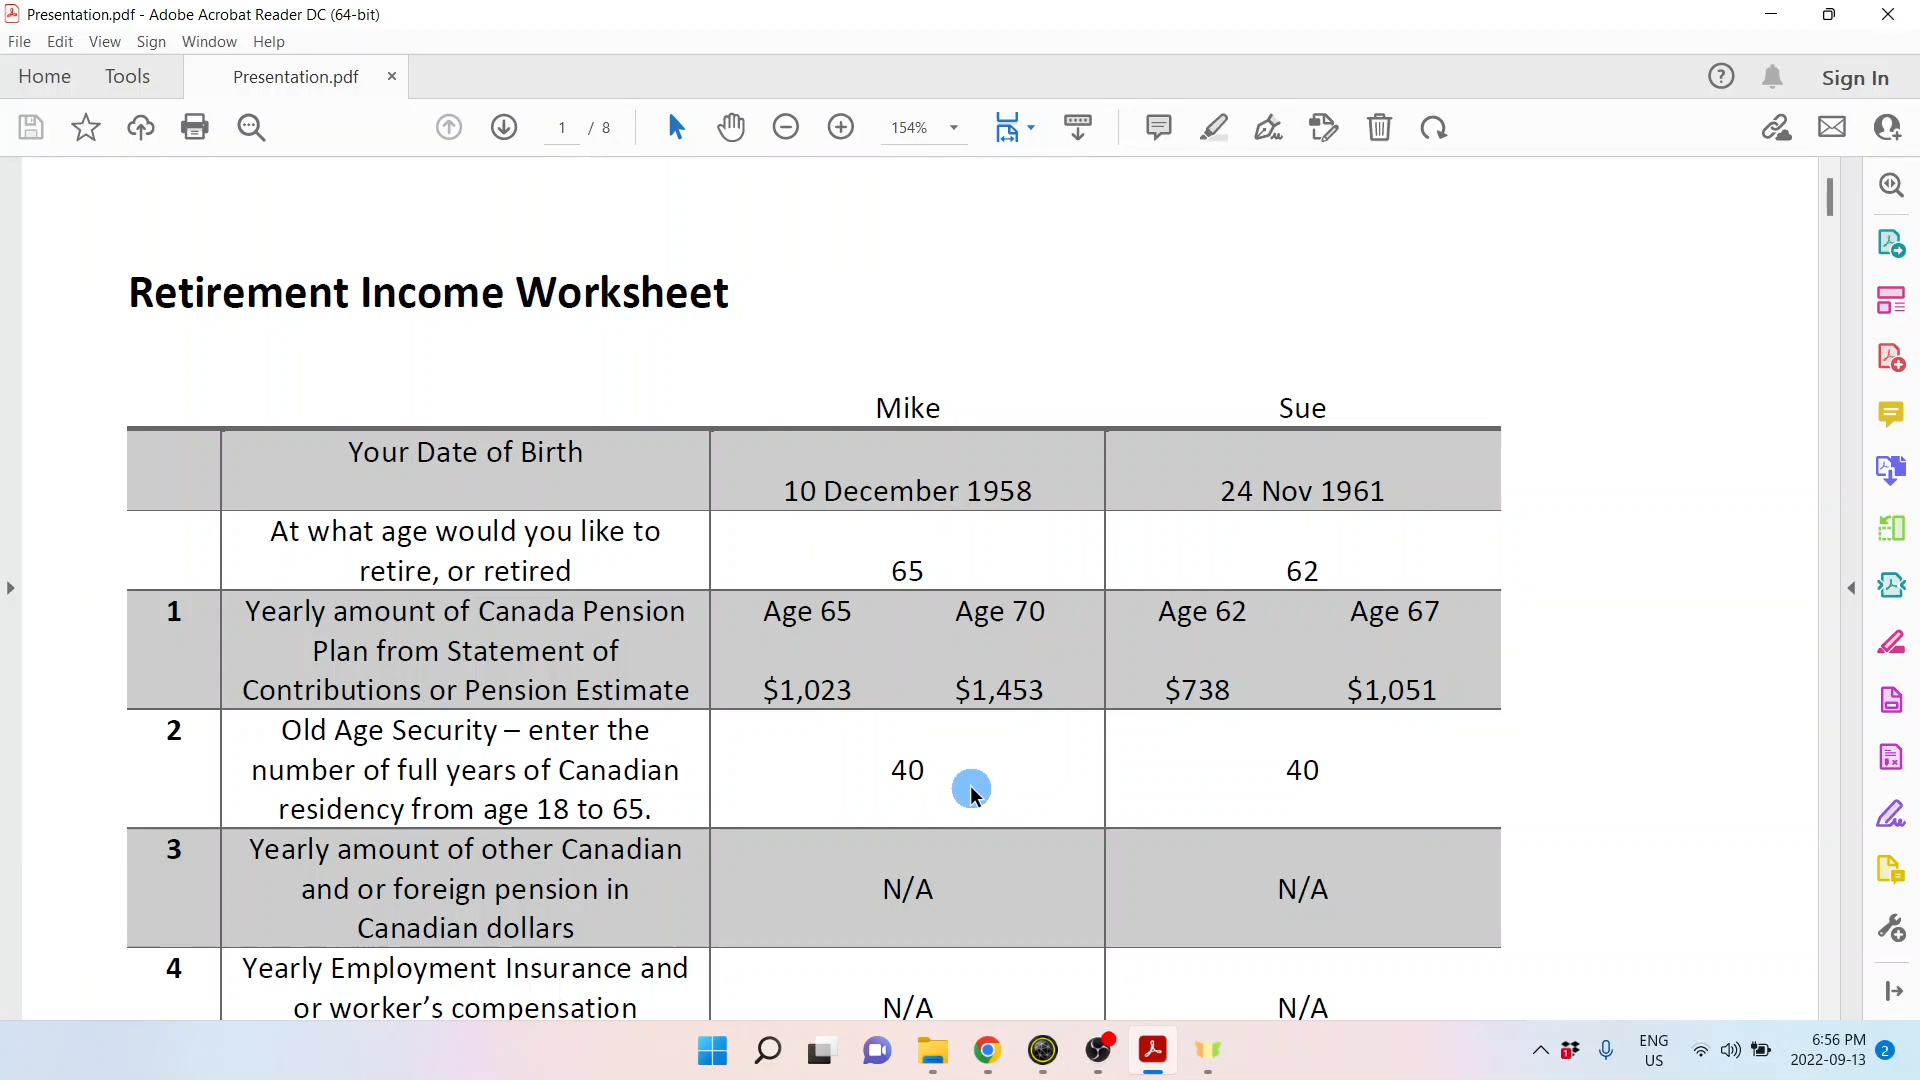 Presentation.pdf - Adobe Acrobat Reader DC (64-bit)
File Edit View Sign Window Help
Home Tools Presentation.pdf × Sign In
1 / 8 154%
Retirement Income Worksheet
Mike Sue
Your Date of Birth
10 December 1958 24 Nov 1961
At what age would you like to
retire, or retired 65 62
1 Yearly amount of Canada Pension Age 65 Age 70 Age 62 Age 67
Plan from Statement of
Contributions or Pension Estimate $1,023 $1,453 $738 $1,051
2 Old Age Security – enter the
number of full years of Canadian 40 40
residency from age 18 to 65.
3 Yearly amount of other Canadian
and or foreign pension in N/A N/A
Canadian dollars
4 Yearly Employment Insurance and
or worker's compensation N/A N/A
ENG 6:56 PM
US 2022-09-13 2
1